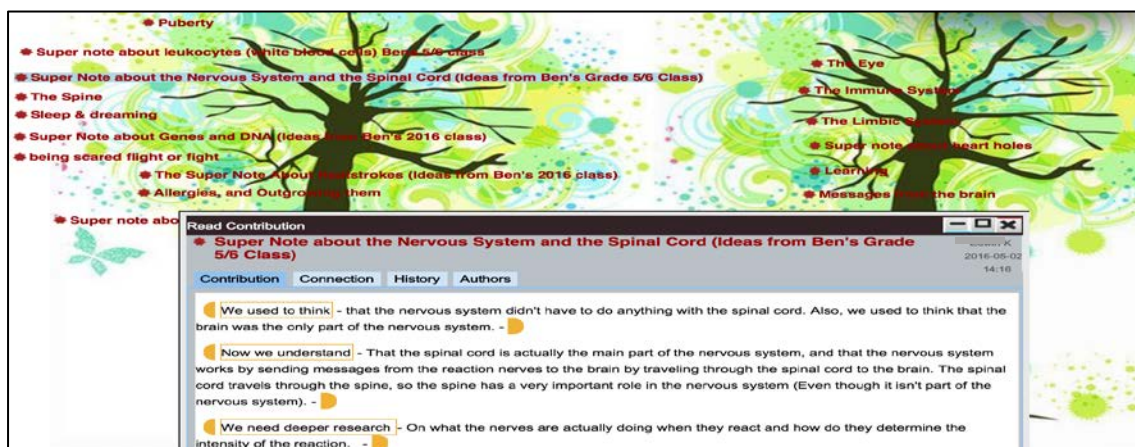 Puberty
Super note about leukocytes (white blood cells) Ben's 5/6 class
Super Note about the Nervous System and the Spinal Cord (Ideas from Ben's Grade 5/6 Class)
The Spine
Sleep & dreaming
Super Note about Genes and DNA (Ideas from Ben's 2016 class)
being scared flight or fight
The Super Note About strokes (Ideas from Ben's 2016 class)
Allergies, and Outgrowing them
Super note abo
The Eye
The Immune System
The Limbic System
Super note about heart holes
Learning
Messages from the brain
Read Contribution
Super Note about the Nervous System and the Spinal Cord (Ideas from Ben's Grade
5/6 Class)
K
2016-05-02
14:16
Contribution Connection History Authors
We used to think - that the nervous system didn't have to do anything with the spinal cord. Also, we used to think that the
brain was the only part of the nervous system. -
Now we understand - That the spinal cord is actually the main part of the nervous system, and that the nervous system
works by sending messages from the reaction nerves to the brain by traveling through the spinal cord to the brain. The spinal
cord travels through the spine, so the spine has a very important role in the nervous system (Even though it isn't part of the
nervous system). -
We need deeper research - On what the nerves are actually doing when they react and how do they determine the
intensity of the reaction. -